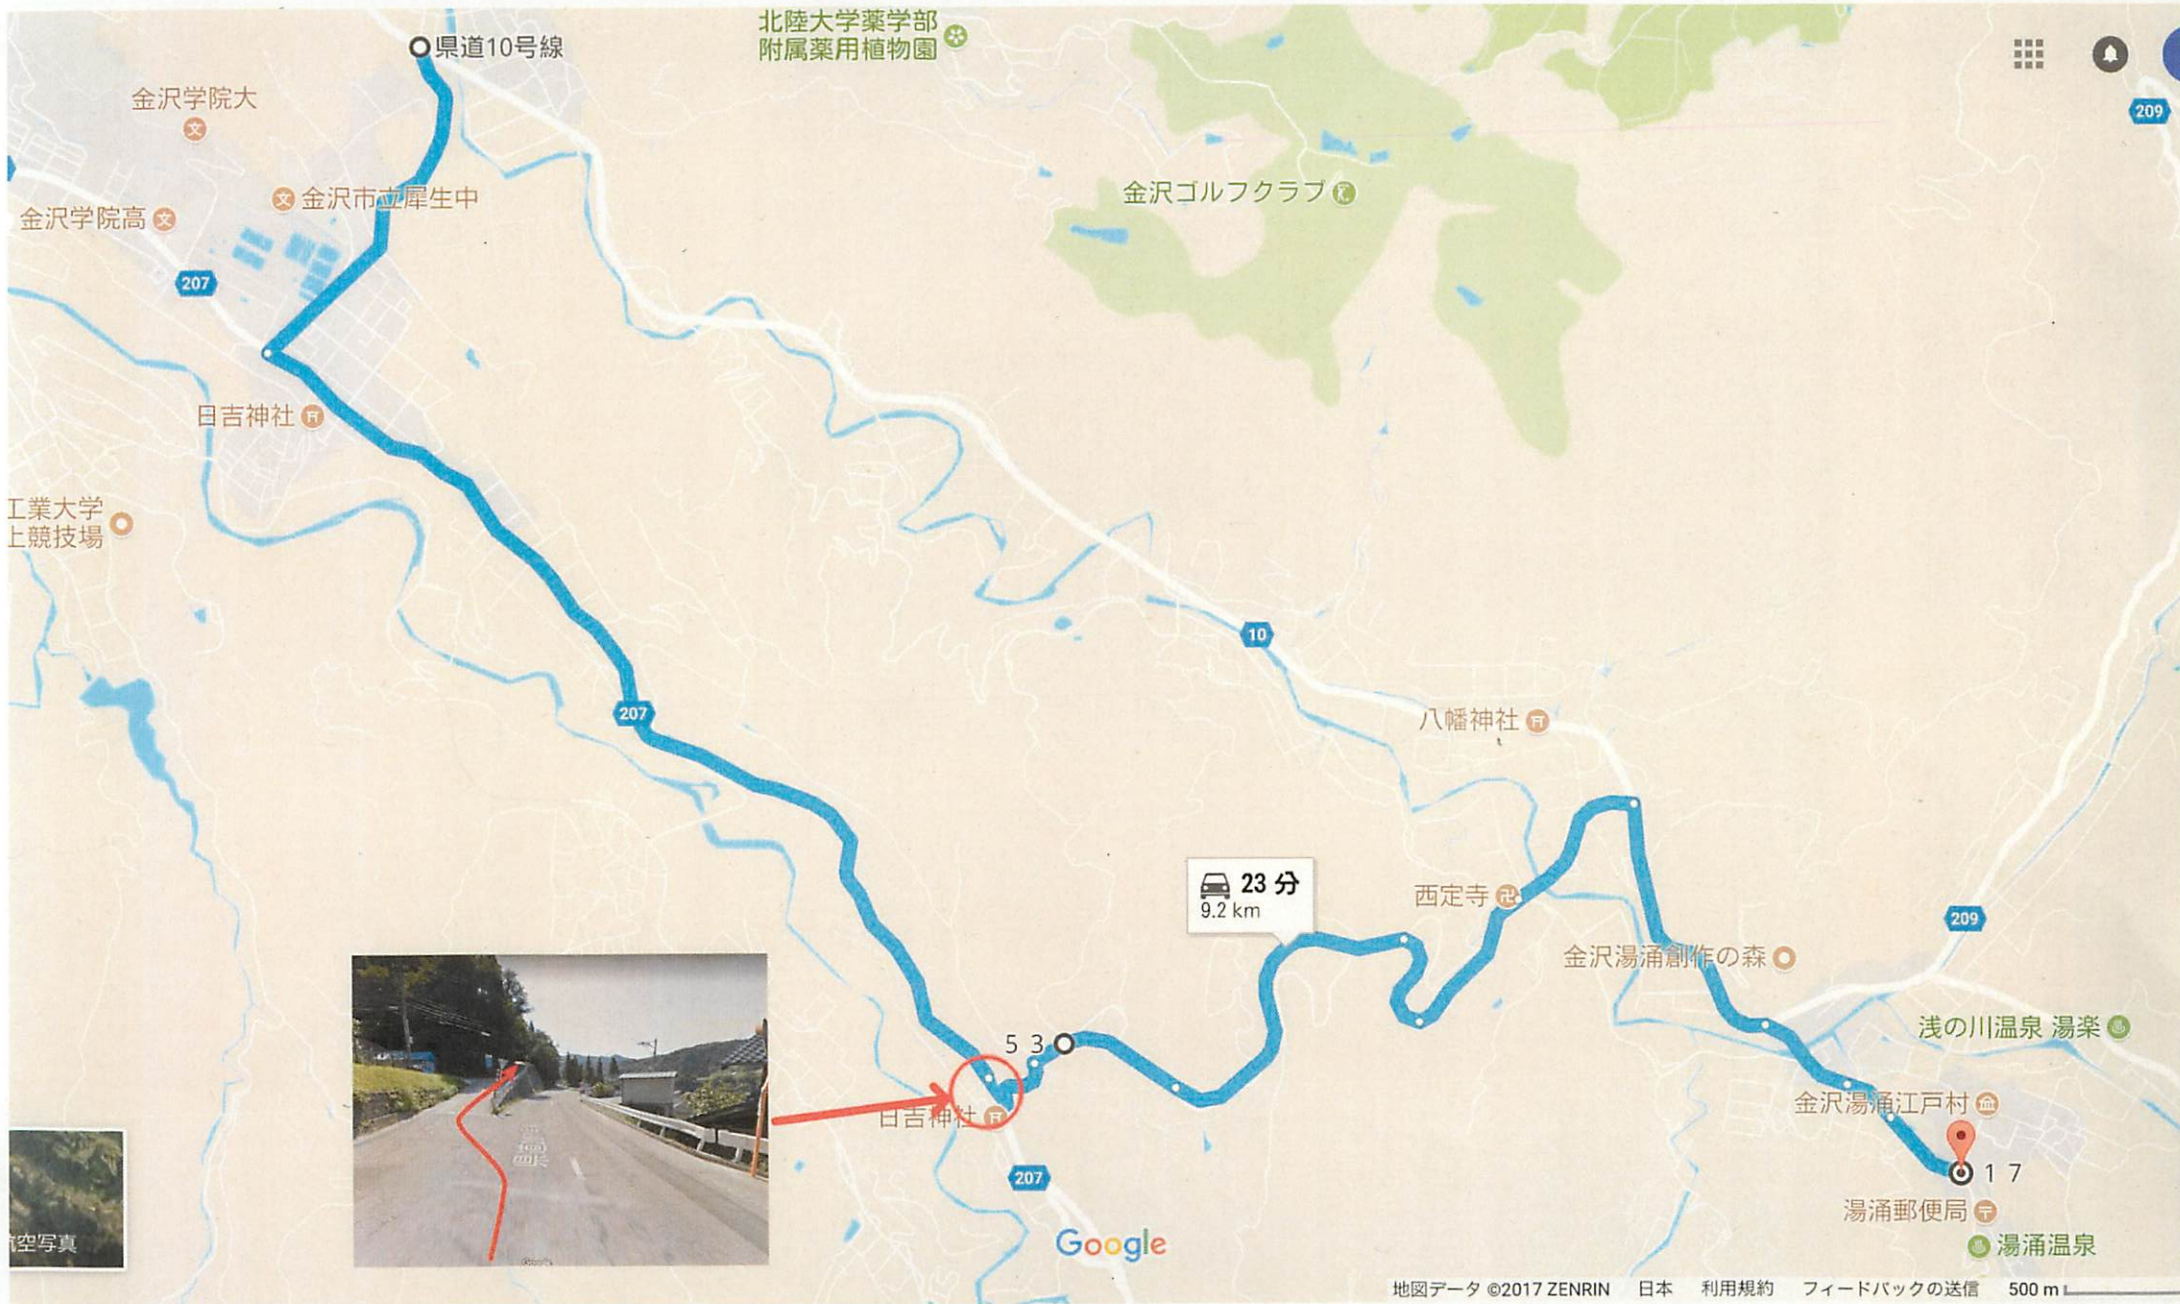 県道10号線
北陸大学薬学部
附属薬用植物園
209
金沢学院大
金沢市立犀生中
金沢学院高
金沢ゴルフクラブ
207
日吉神社
工業大学
上競技場
10
207
八幡神社
23 分
9.2 km
西定寺
209
金沢湯涌創作の森
浅の川温泉 湯楽
5 3
日吉神社
金沢湯涌江戸村
1 7
207
湯涌郵便局
湯涌温泉
Google
航空写真
地図データ ©2017 ZENRIN 日本 利用規約 フィードバックの送信 500 m